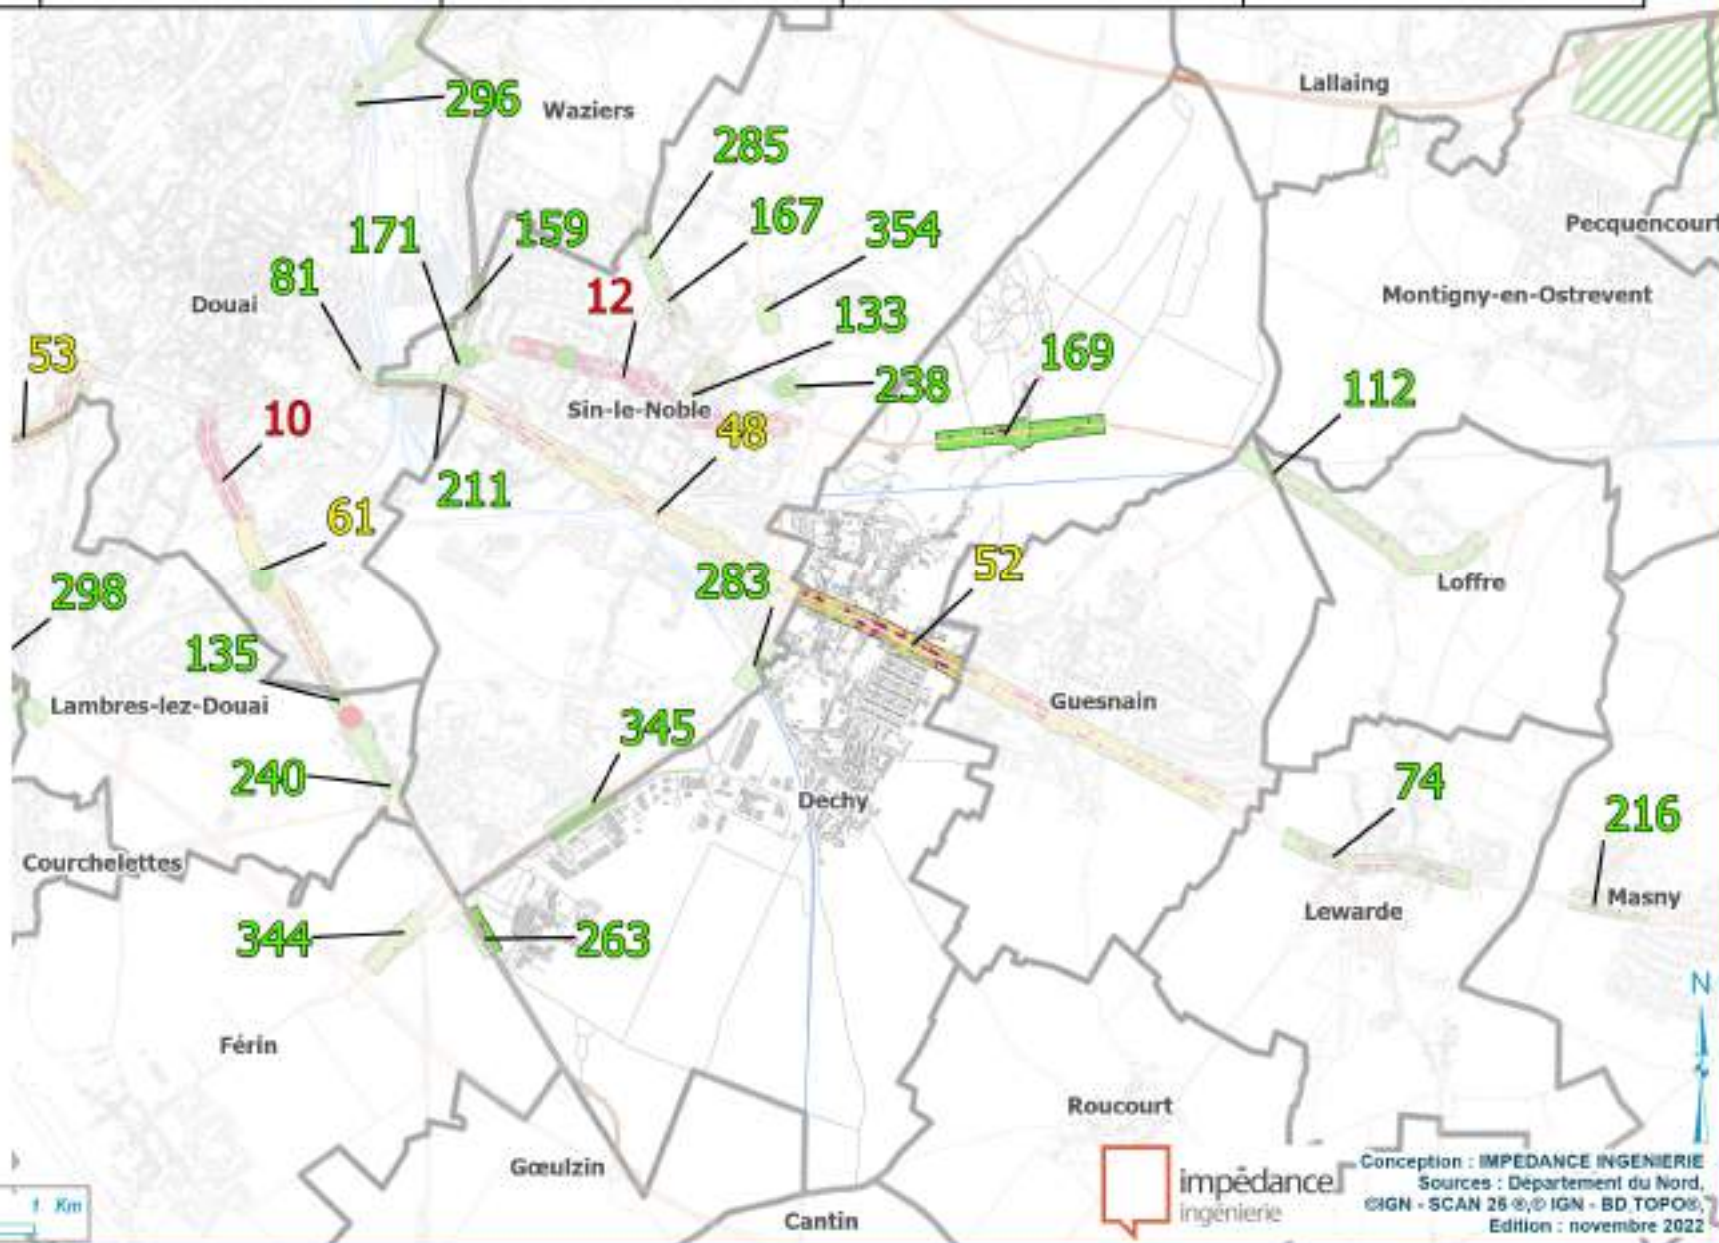 Lallaing
296
Waziers
285
167
354
159
171
Pecquencourt
81
12
Montigny-en-Ostrevent
Douai
133
53
169
238
112
10
Sin-le-Noble
48
211
61
283
52
Loffre
298
135
Lambres-lez-Douai
Guesnain
345
240
Dechy
74
216
Courchelettes
Masny
Lewarde
344
263
N
Férin
Roucourt
Gœulzin
Cantin
1 Km
impédance
ingénierie
Conception : IMPEDANCE INGENIERIE
Sources : Département du Nord,
©IGN - SCAN 25 ®,© IGN - BD TOPO®,
Edition : novembre 2022